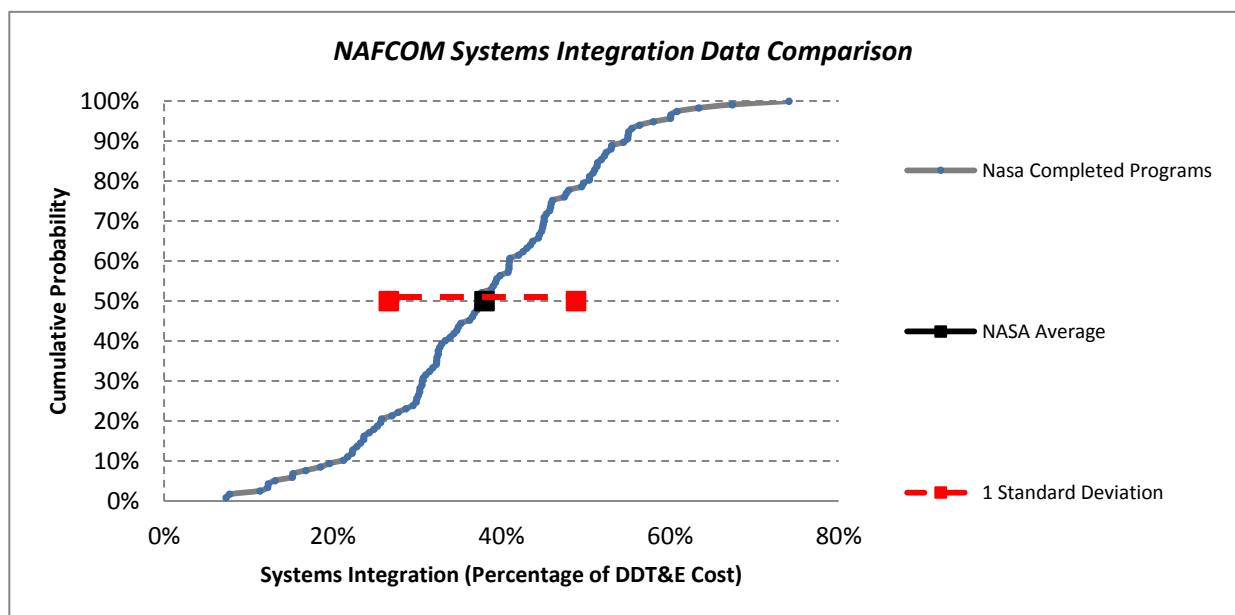 NAFCOM Systems Integration Data Comparison
100%
90%
80%
70%
60%
50%
40%
30%
20%
10%
0%
Cumulative Probability
0% 20% 40% 60% 80%
Systems Integration (Percentage of DDT&E Cost)
Nasa Completed Programs
NASA Average
1 Standard Deviation